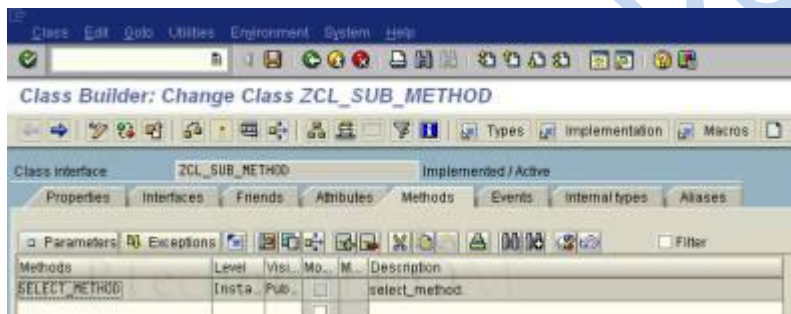 Class Edit Goto Utilities Environment System Help
Class Builder: Change Class ZCL_SUB_METHOD
Types Implementation Macros
Class interface ZCL_SUB_METHOD Implemented / Active
Properties Interfaces Friends Attributes Methods Events Internal types Aliases
Parameters Exceptions Filter
Methods Level Visi... Mo... M... Description
SELECT_METHOD Insta... Pub... select_method